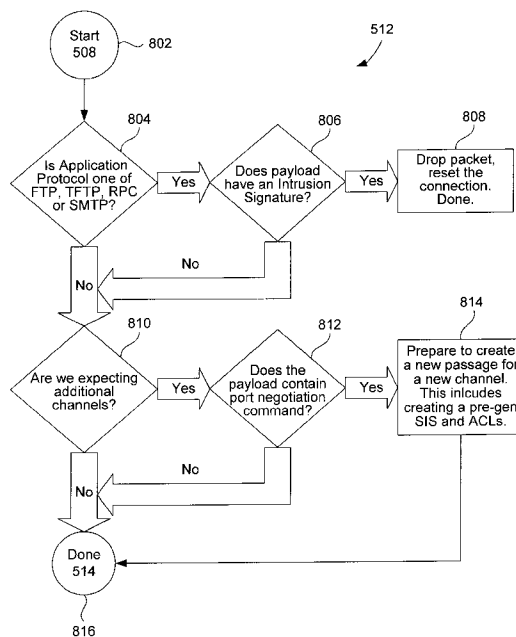 Start
508
802
512
804
Is Application
Protocol one of
FTP, TFTP, RPC
or SMTP?
Yes
806
Does payload
have an Intrusion
Signature?
Yes
808
Drop packet,
reset the
connection.
Done.
No
No
810
Are we expecting
additional
channels?
Yes
812
Does the
payload contain
port negotiation
command?
Yes
814
Prepare to create
a new passage for
a new channel.
This inlcudes
creating a pre-gen
SIS and ACLs.
No
No
Done
514
816